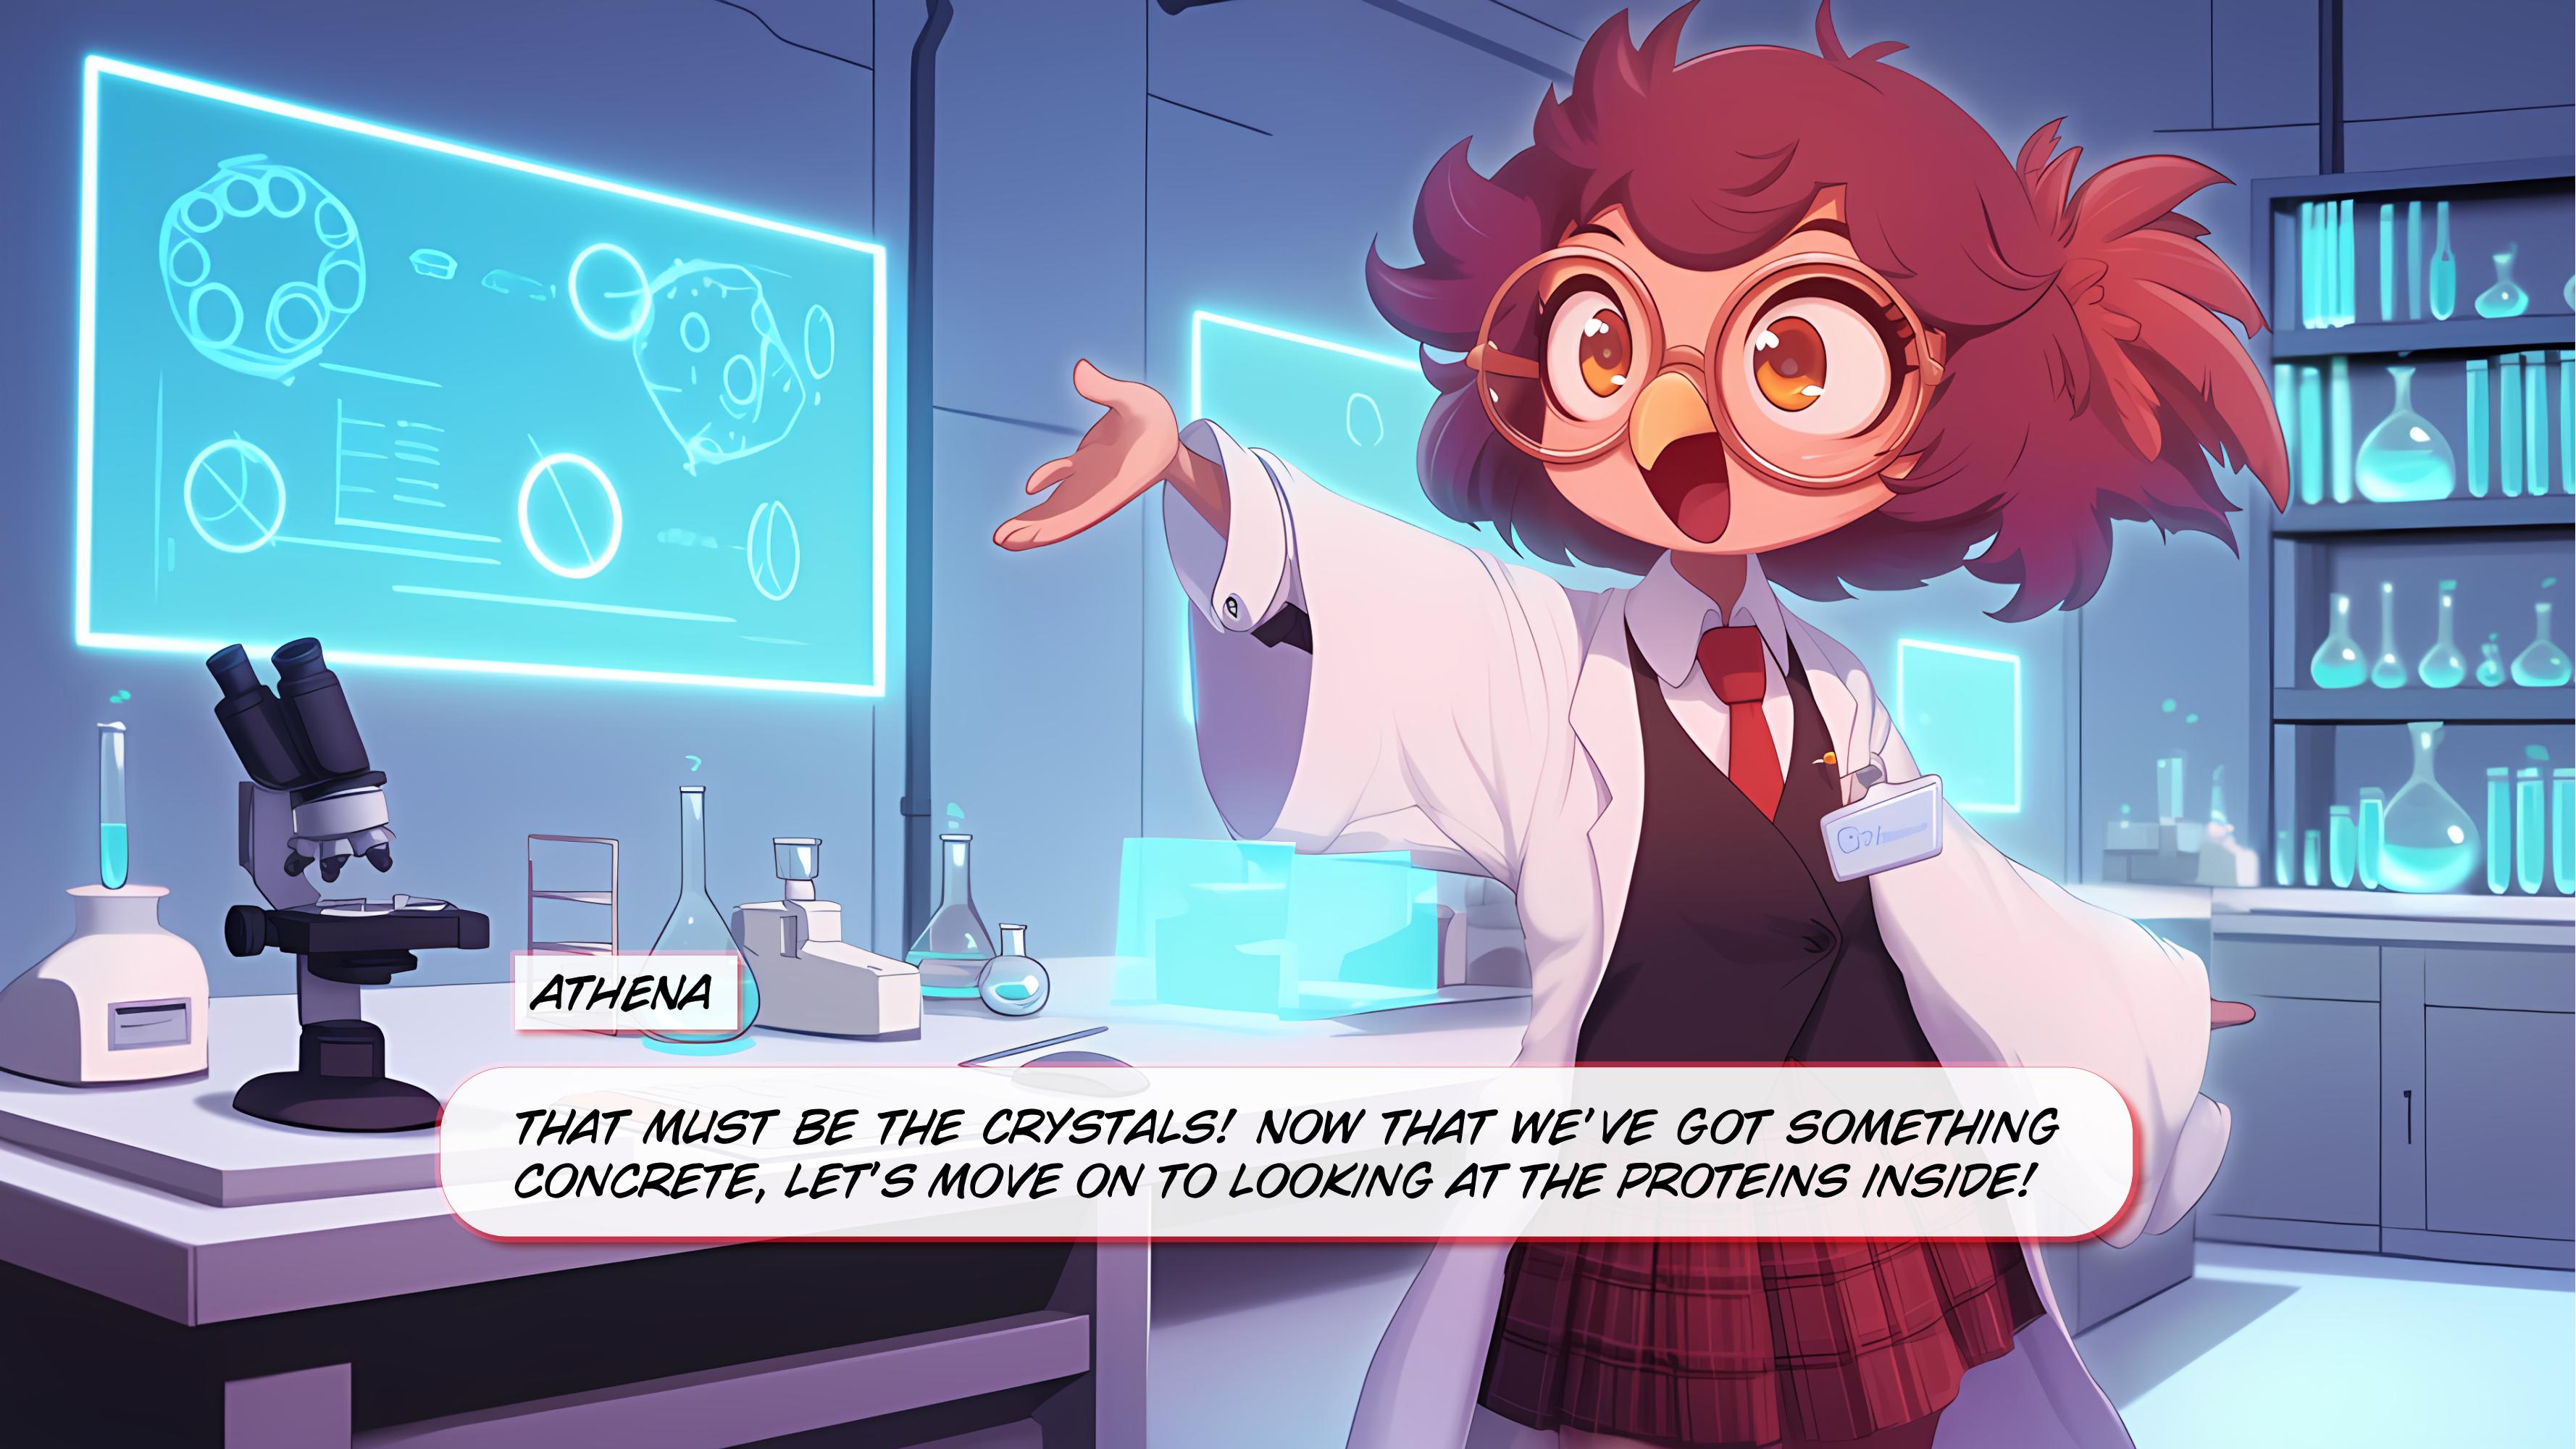 ATHENA
THAT MUST BE THE CRYSTALS! NOW THAT WE'VE GOT SOMETHING
CONCRETE, LET'S MOVE ON TO LOOKING AT THE PROTEINS INSIDE!